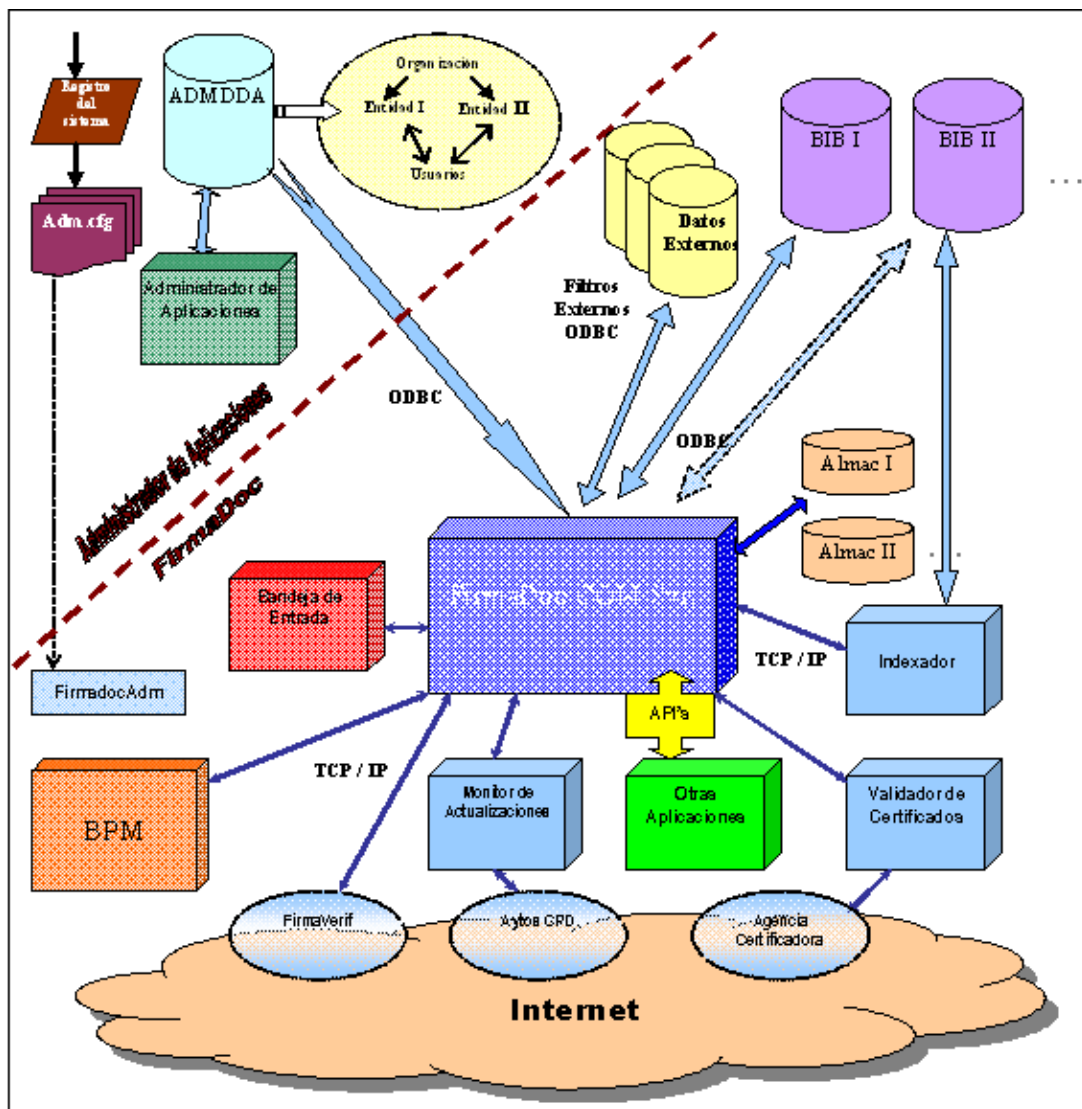 Registro
del
sistema
ADMDDA
Organización
Entidad I
Entidad II
Usuarios
BIB I
BIB II
....
Adm.cfg
Datos
Externos
Administrador de
Aplicaciones
Filtros
Externos
ODBC
ODBC
ODBC
Administrador de Aplicaciones
FirmaDoc
Almac I
Almac II
...
Bandeja de
Entrada
FirmaDoc
TCP / IP
Indexador
FirmadocAdm
API's
BPM
TCP / IP
Monitor de
Actualizaciones
Otras
Aplicaciones
Validador de
Certificados
FirmaVerif
Aytos CPD
Agencia
Certificadora
Internet